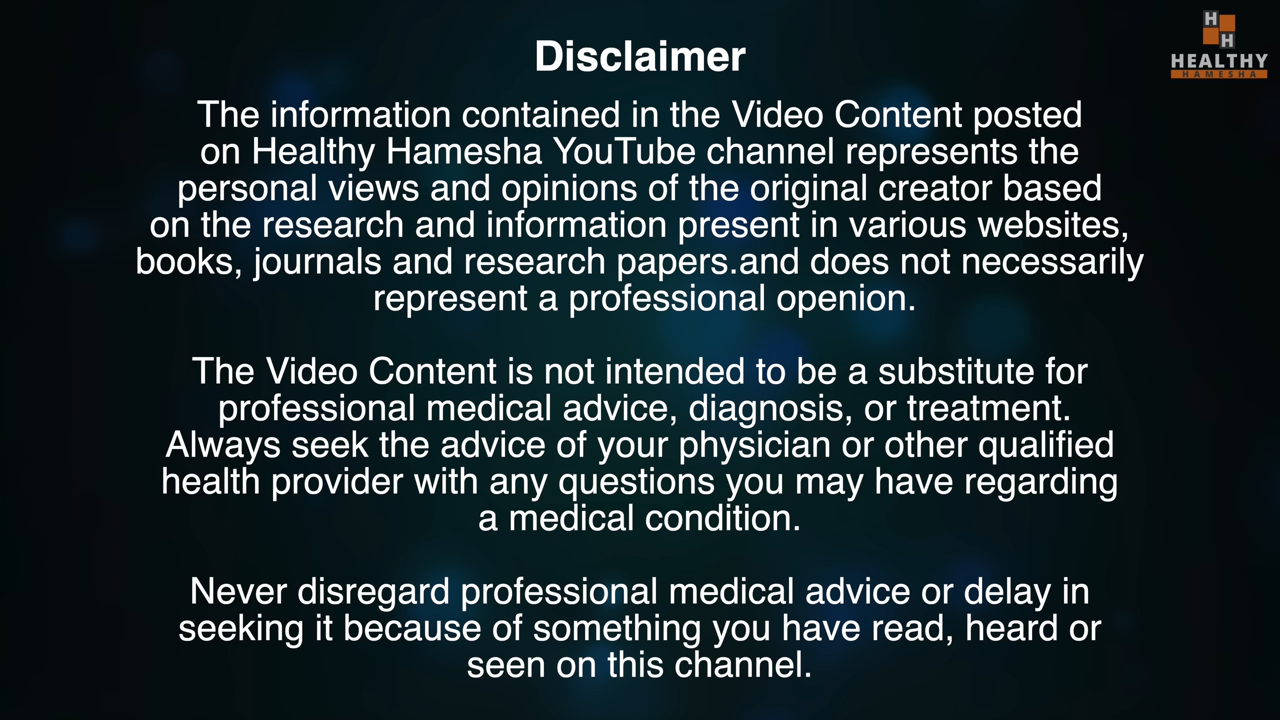 H
H
HEALTHY
HAMESHA
Disclaimer
The information contained in the Video Content posted
on Healthy Hamesha YouTube channel represents the
personal views and opinions of the original creator based
on the research and information present in various websites,
books, journals and research papers.and does not necessarily
represent a professional openion.
The Video Content is not intended to be a substitute for
professional medical advice, diagnosis, or treatment.
Always seek the advice of your physician or other qualified
health provider with any questions you may have regarding
a medical condition.
Never disregard professional medical advice or delay in
seeking it because of something you have read, heard or
seen on this channel.